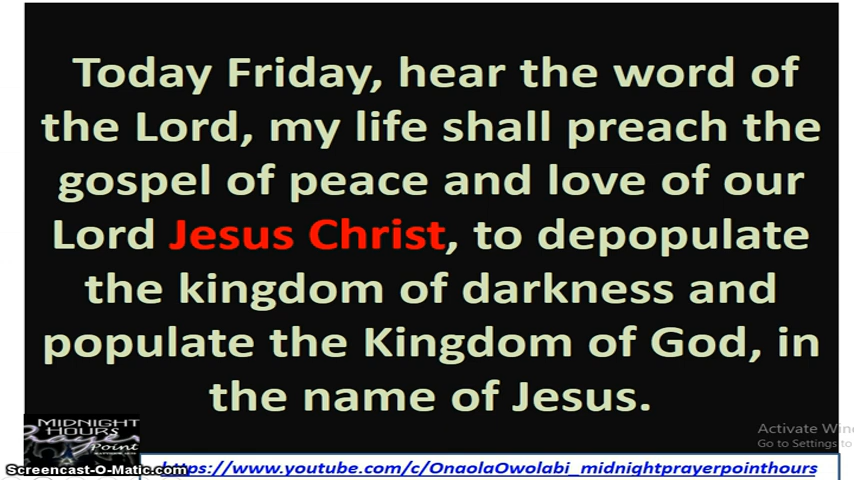 Today Friday, hear the word of
the Lord, my life shall preach the
gospel of peace and love of our
Lord Jesus Christ, to depopulate
the kingdom of darkness and
populate the Kingdom of God, in
the name of Jesus.
MIDNIGHT
HOURS
Prayer
Point
Activate Win
Go to Settings to
Screencast-O-Matic.com
https://www.youtube.com/c/OnaolaOwolabi_midnightprayerpointhours